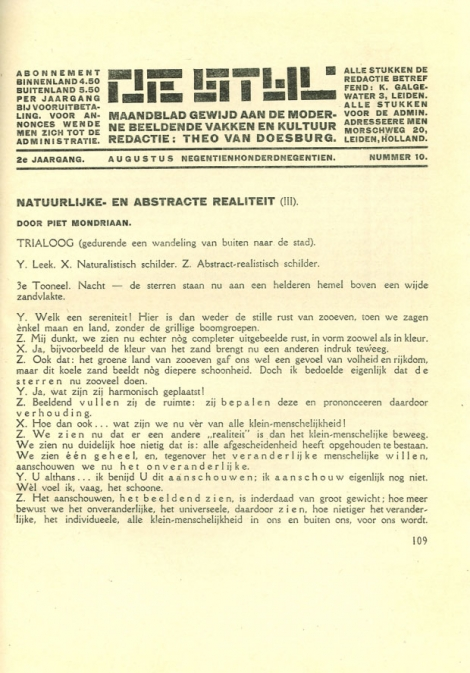 ABONNEMENT
BINNENLAND 4.50
BUITENLAND 5.50
PER JAARGANG
BIJ VOORUITBETA-
LING. VOOR AN-
NONCES WENDE
MEN ZICH TOT DE
ADMINISTRATIE.
DE STIJL
MAANDBLAD GEWIJD AAN DE MODER-
NE BEELDENDE VAKKEN EN KULTUUR
REDACTIE: THEO VAN DOESBURG.
ALLE STUKKEN DE
REDACTIE BETREF
FEND: K. GALGE-
WATER 3, LEIDEN.
ALLE STUKKEN
VOOR DE ADMIN.
ADRESSEERE MEN
MORSCHWEG 20,
LEIDEN, HOLLAND.
2e JAARGANG. AUGUSTUS NEGENTIENHONDERDNEGENTIEN. NUMMER 10.
NATUURLIJKE- EN ABSTRACTE REALITEIT (III).
DOOR PIET MONDRIAAN.
TRIALOOG (gedurende een wandeling van buiten naar de stad).
Y. Leek. X. Naturalistisch schilder. Z. Abstract-realistisch schilder.
3e Tooneel. Nacht — de sterren staan nu aan een helderen hemel boven een wijde
zandvlakte.
Y. Welk een sereniteit! Hier is dan weder de stille rust van zooeven, toen we zagen
ènkel maan en land, zonder de grillige boomgroepen.
Z. Mij dunkt, we zien nu echter nòg completer uitgebeelde rust, in vorm zoowel als in kleur.
X. Ja, bijvoorbeeld de kleur van het zand brengt nu een anderen indruk teweeg.
Z. Ook dat: het groene land van zooeven gaf ons wel een gevoel van volheid en rijkdom,
maar dit koele zand beeldt nòg diepere schoonheid. Doch ik bedoelde eigenlijk dat de
sterren nu zooveel doen.
Y. Ja, wat zijn zij harmonisch geplaatst!
Z. Beeldend vullen zij de ruimte: zij bepalen deze en prononceeren daardoor
verhouding.
X. Hoe dan ook... wat zijn we nu vèr van alle klein-menschelijkheid!
Z. We zien nu dat er een andere „realiteit” is dan het klein-menschelijke beweeg.
We zien nu duidelijk hoe nietig dat is: alle afgescheidenheid heeft opgehouden te bestaan.
We zien één geheel, en, tegenover het veranderlijke menschelijke willen,
aanschouwen we nu het onveranderlijke.
Y. U althans... ik benijd U dit aanschouwen; ik aanschouw eigenlijk nog niet.
Wèl voel ik, vaag, het schoone.
Z. Het aanschouwen, het beeldend zien, is inderdaad van groot gewicht; hoe meer
bewust we het onveranderlijke, het universeele, daardoor zien, hoe nietiger het verander-
lijke, het individueele, alle klein-menschelijkheid in ons en buiten ons, voor ons wordt.
109